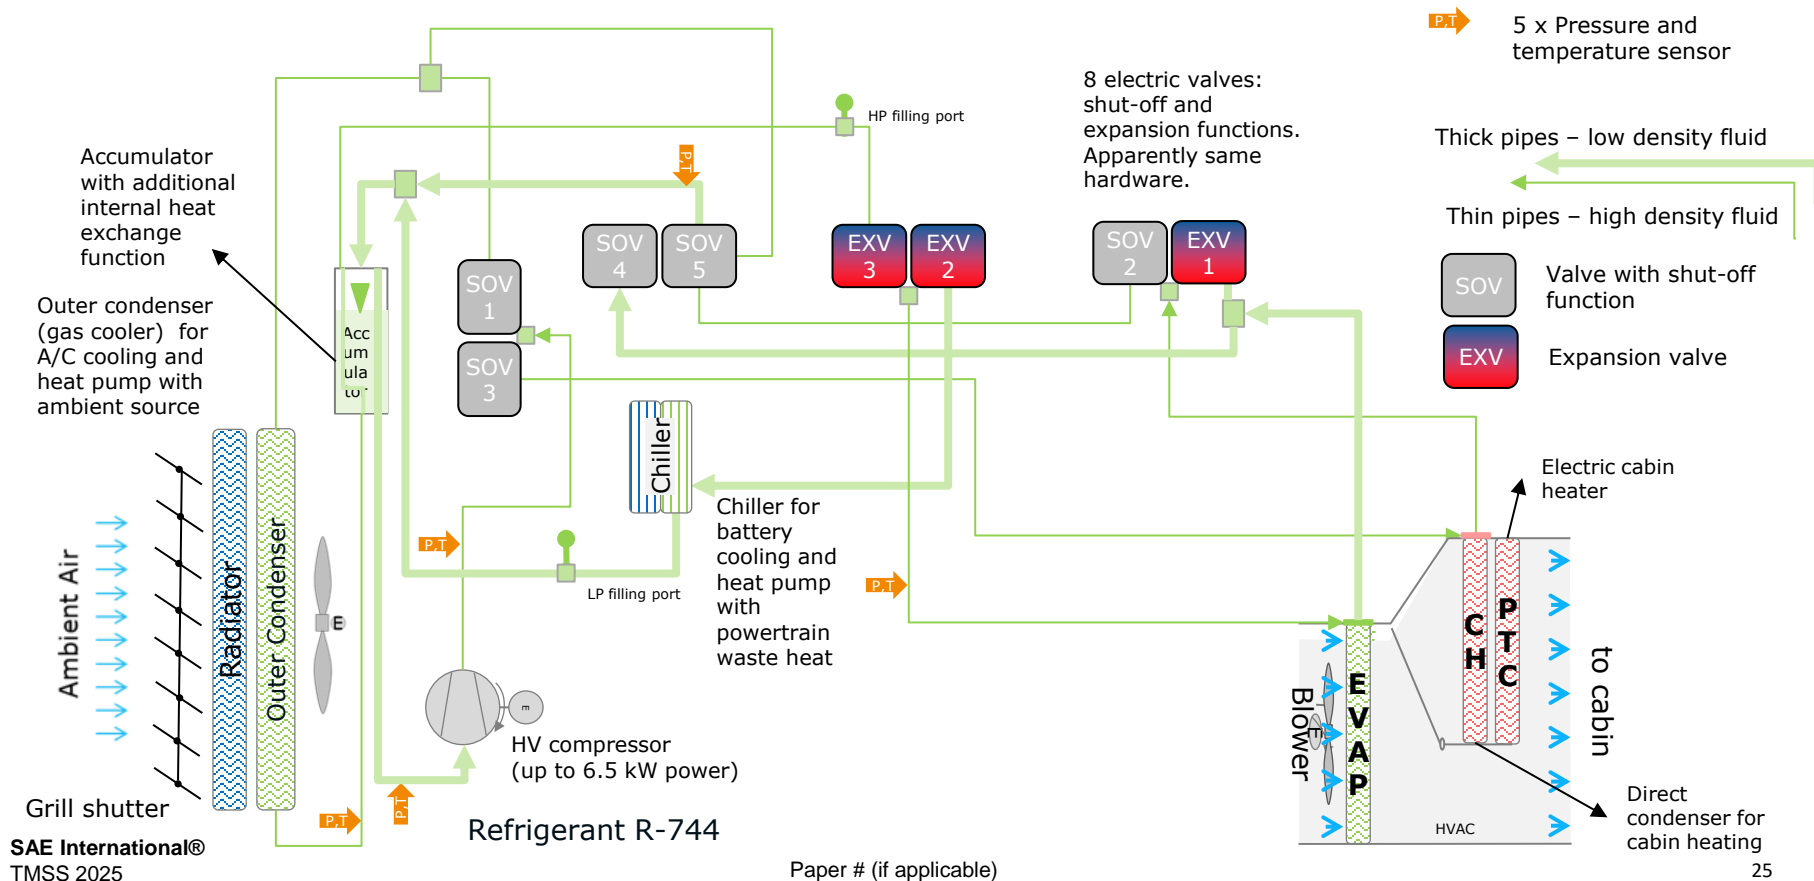 P,T
5 x Pressure and
temperature sensor
8 electric valves:
shut-off and
expansion functions.
Apparently same
hardware.
HP filling port
Thick pipes – low density fluid
Thin pipes – high density fluid
SOV
Valve with shut-off
function
EXV
Expansion valve
Accumulator
with additional
internal heat
exchange
function
P,T
SOV
4
SOV
5
EXV
3
EXV
2
SOV
2
EXV
1
SOV
1
SOV
3
Outer condenser
(gas cooler) for
A/C cooling and
heat pump with
ambient source
Acc
um
ula
tor
Chiller
Chiller for
battery
cooling and
heat pump
with
powertrain
waste heat
Electric cabin
heater
P,T
LP filling port
P,T
Ambient Air
Radiator
Outer Condenser
E
E
HV compressor
(up to 6.5 kW power)
P,T
P,T
Grill shutter
Refrigerant R-744
Blower
E
E
V
A
P
C
H
P
T
C
to cabin
HVAC
Direct
condenser for
cabin heating
SAE International®
TMSS 2025
Paper # (if applicable)
25